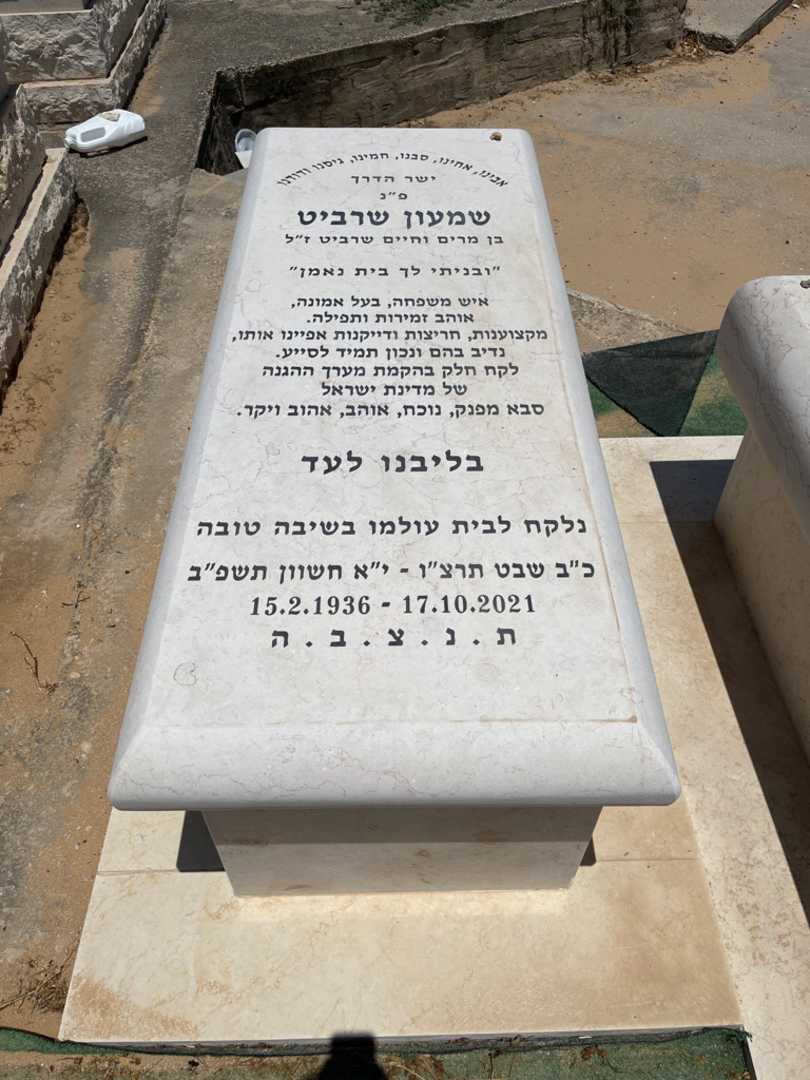 אבינו, אחינו, סבנו, חמינו, גיסנו ודודנו
ישר הדרך
פ״נ
שמעון שרביט
בן מרים וחיים שרביט ז״ל
"ובניתי לך בית נאמן"
איש משפחה, בעל אמונה,
אוהב זמירות ותפילה.
מקצוענות, חריצות ודייקנות אפיינו אותו,
נדיב בהם ונכון תמיד לסייע.
לקח חלק בהקמת מערך ההגנה
של מדינת ישראל
סבא מפנק, נוכח, אוהב, אהוב ויקר.
בליבנו לעד
נלקח לבית עולמו בשיבה טובה
כ״ב שבט תרצ״ו - י״א חשוון תשפ״ב
15.2.1936 - 17.10.2021
ת . נ . צ . ב . ה